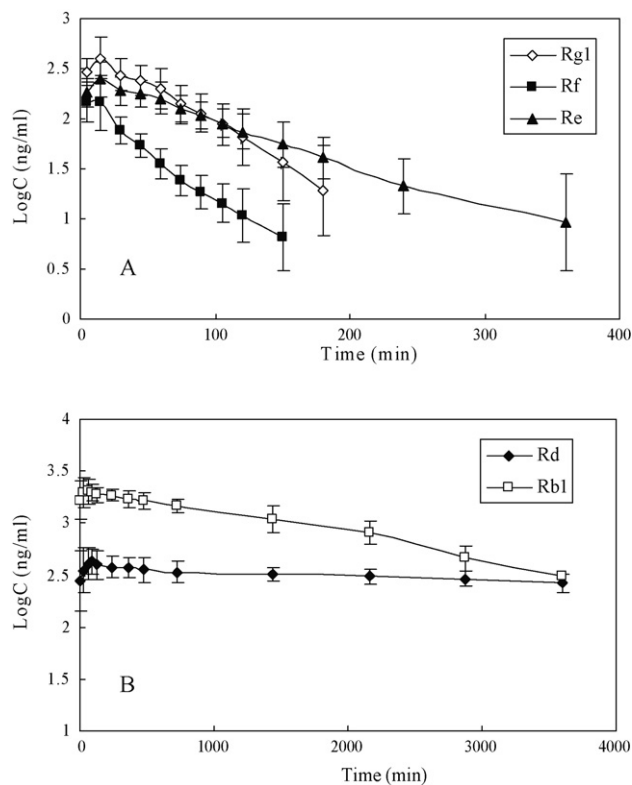 3
2.5
2
1.5
1
0.5
0
LogC (ng/ml)
Rg1
Rf
Re
A
0 100 200 300 400
Time (min)
4
3.5
3
2.5
2
1.5
1
LogC (ng/ml)
Rd
Rb1
B
0 1000 2000 3000 4000
Time (min)